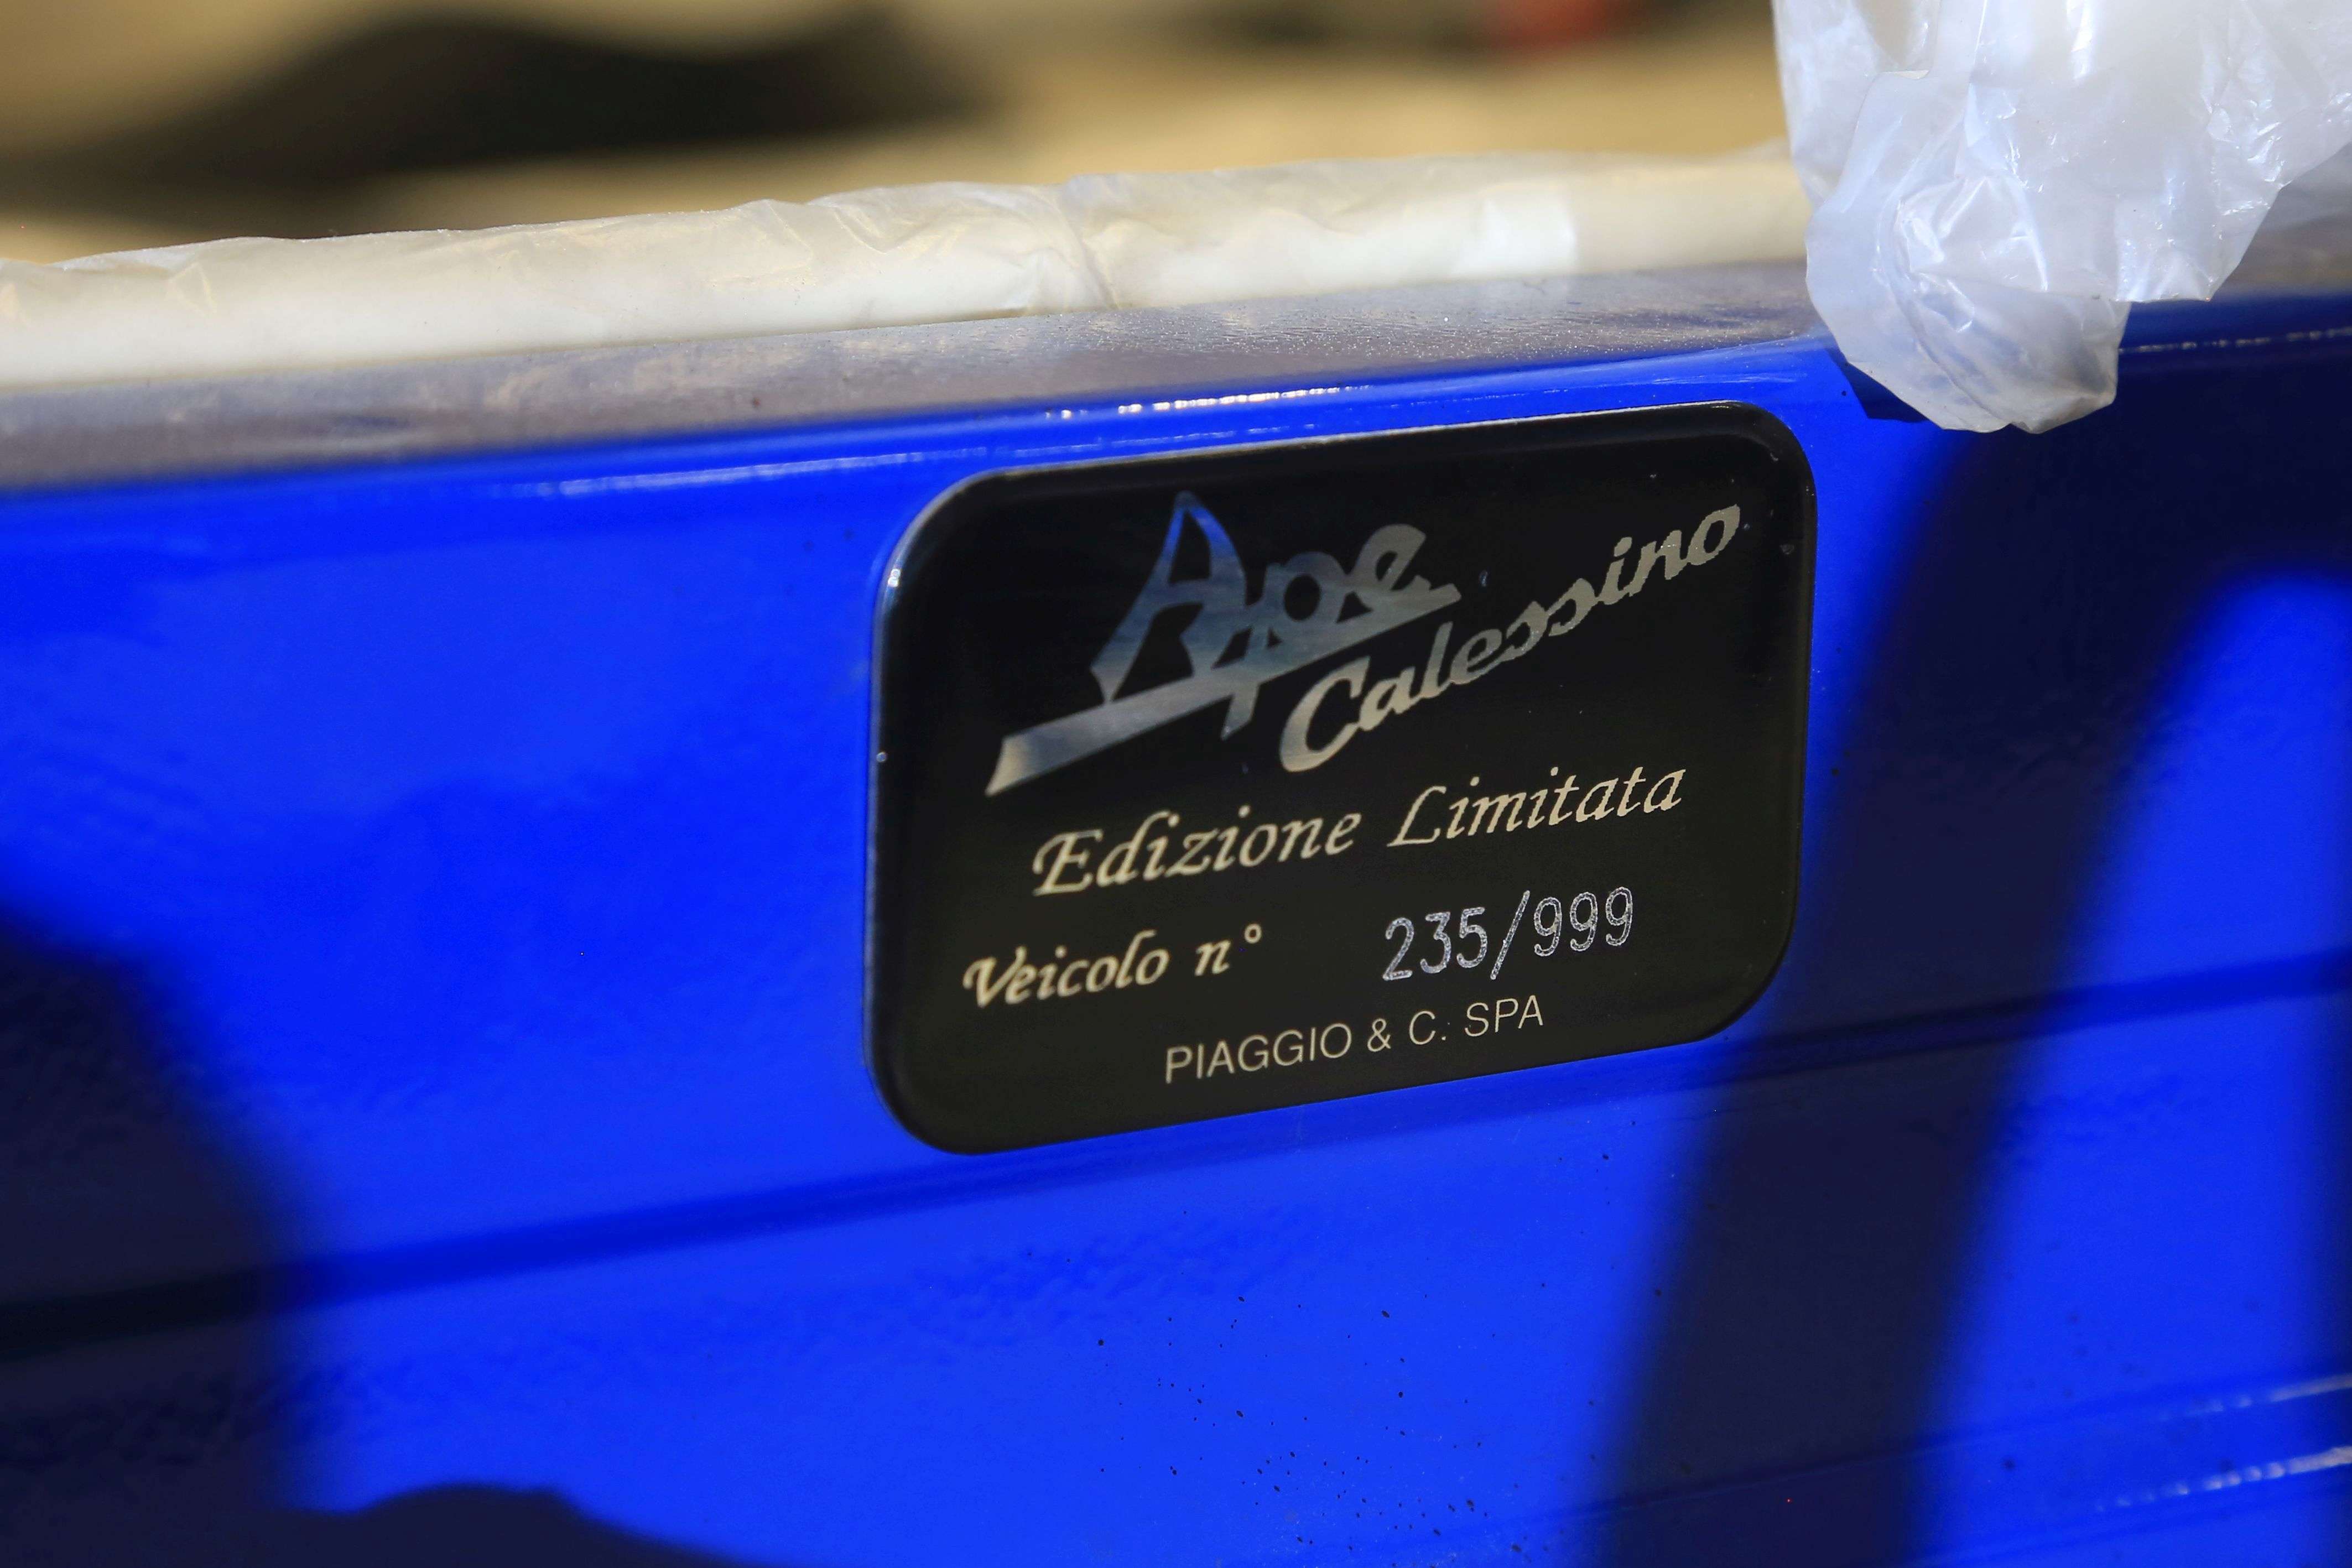 Ape
Calessino
Edizione Limitata
Veicolo n° 235/999
PIAGGIO & C. SPA